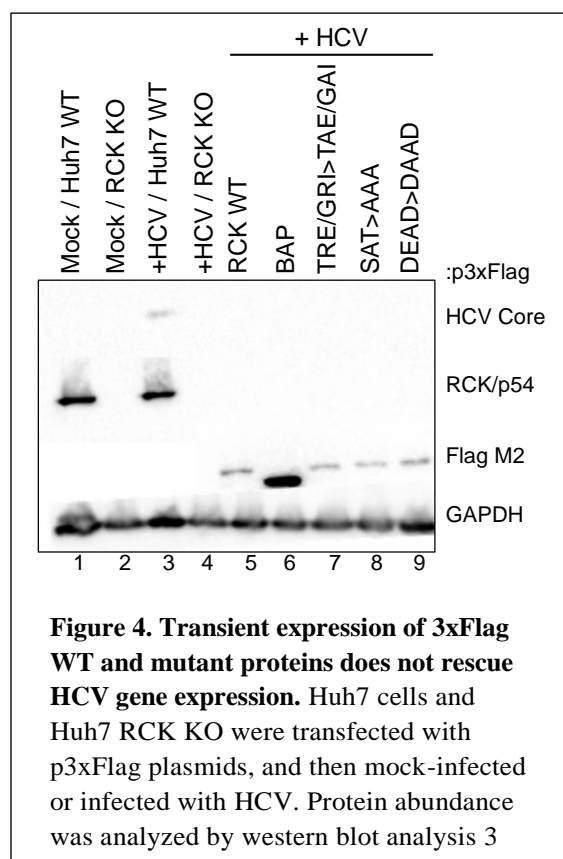 + HCV
Mock / Huh7 WT
Mock / RCK KO
+HCV / Huh7 WT
+HCV / RCK KO
RCK WT
BAP
TRE/GRI>TAE/GAI
SAT>AAA
DEAD>DAAD
:p3xFlag
HCV Core
RCK/p54
Flag M2
GAPDH
1 2 3 4 5 6 7 8 9
Figure 4. Transient expression of 3xFlag
WT and mutant proteins does not rescue
HCV gene expression. Huh7 cells and
Huh7 RCK KO were transfected with
p3xFlag plasmids, and then mock-infected
or infected with HCV. Protein abundance
was analyzed by western blot analysis 3